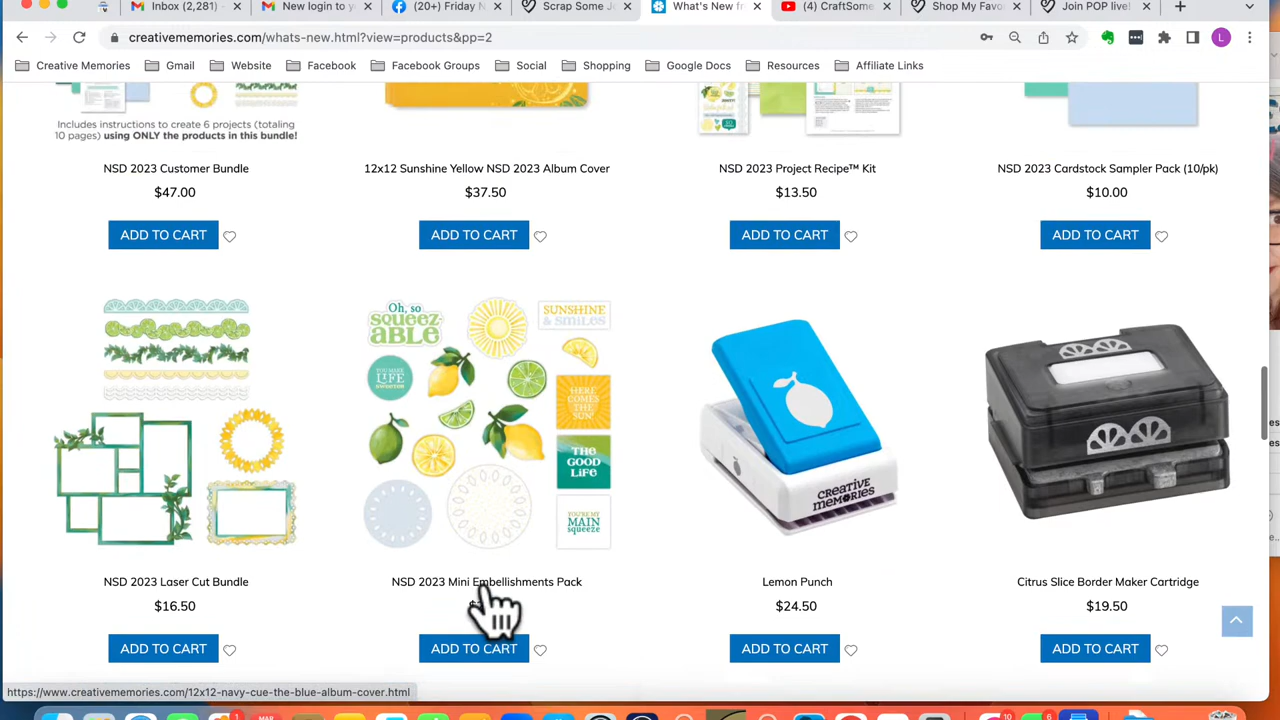 Inbox (2,281)
New login to y
(20+) Friday N
Scrap Some J
What's New fr
(4) CraftSome
Shop My Favo
Join POP live!
creativememories.com/whats-new.html?view=products&pp=2
L
Creative Memories
Gmail
Website
Facebook
Facebook Groups
Social
Shopping
Google Docs
Resources
Affiliate Links
Includes instructi
create 6 projects (totaling
10 pages) using ONLY the products in this bundle!
NSD 2023 Customer Bundle
12x12 Sunshine Yellow NSD 2023 Album Cover
NSD 2023 Project Recipe™ Kit
NSD 2023 Cardstock Sampler Pack (10/pk)
$47.00
$37.50
$13.50
$10.00
ADD TO CART
ADD TO CART
ADD TO CART
ADD TO CART
Oh, so
squeez-
ABLE
SUNSHINE
& SMILES
YOU MAKE
LIFE
HERE
COMES
THE
SUN!
THE
GOOD
LIFE
YOU'RE MY
MAIN
squeeze
CREATIVE
MEMORIES
NSD 2023 Laser Cut Bundle
NSD 2023 Mini Embellishments Pack
Lemon Punch
Citrus Slice Border Maker Cartridge
$16.50
$24.50
$19.50
ADD TO CART
ADD TO CART
ADD TO CART
ADD TO CART
https://www.creativememories.com/12x12-navy-cue-the-blue-album-cover.html